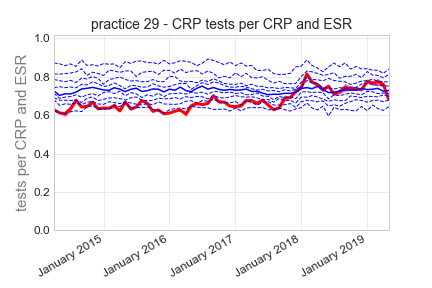 practice 29 - CRP tests per CRP and ESR
tests per CRP and ESR
1.0
0.8
0.6
0.4
0.2
0.0
January 2015
January 2016
January 2017
January 2018
January 2019